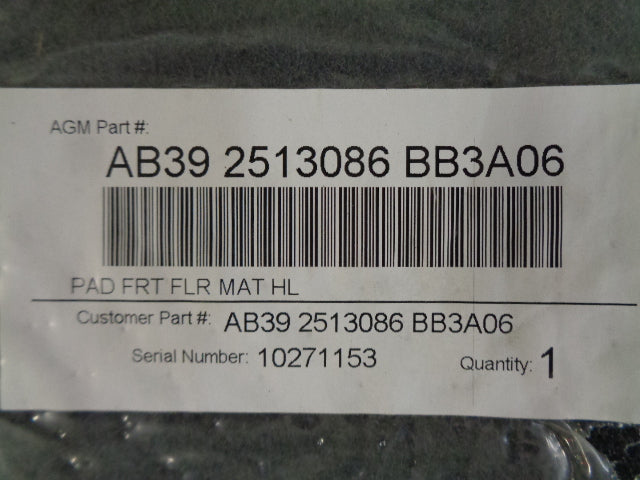 AGM Part #:
AB39 2513086 BB3A06
PAD FRT FLR MAT HL
Customer Part #: AB39 2513086 BB3A06
Serial Number: 10271153 Quantity: 1